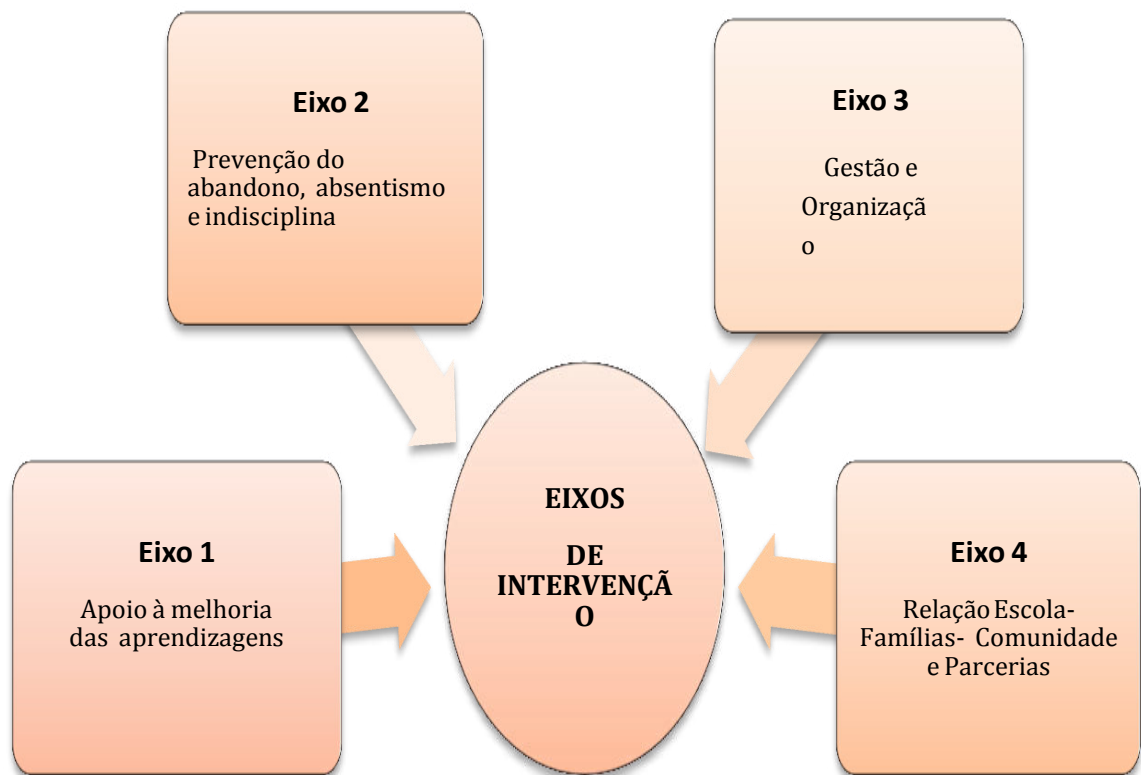 Eixo 2
Prevenção do
abandono, absentismo
e indisciplina
Eixo 3
Gestão e
Organizaçã
o
EIXOS
DE
INTERVENÇÃ
O
Eixo 1
Apoio à melhoria
das aprendizagens
Eixo 4
Relação Escola-
Famílias- Comunidade
e Parcerias